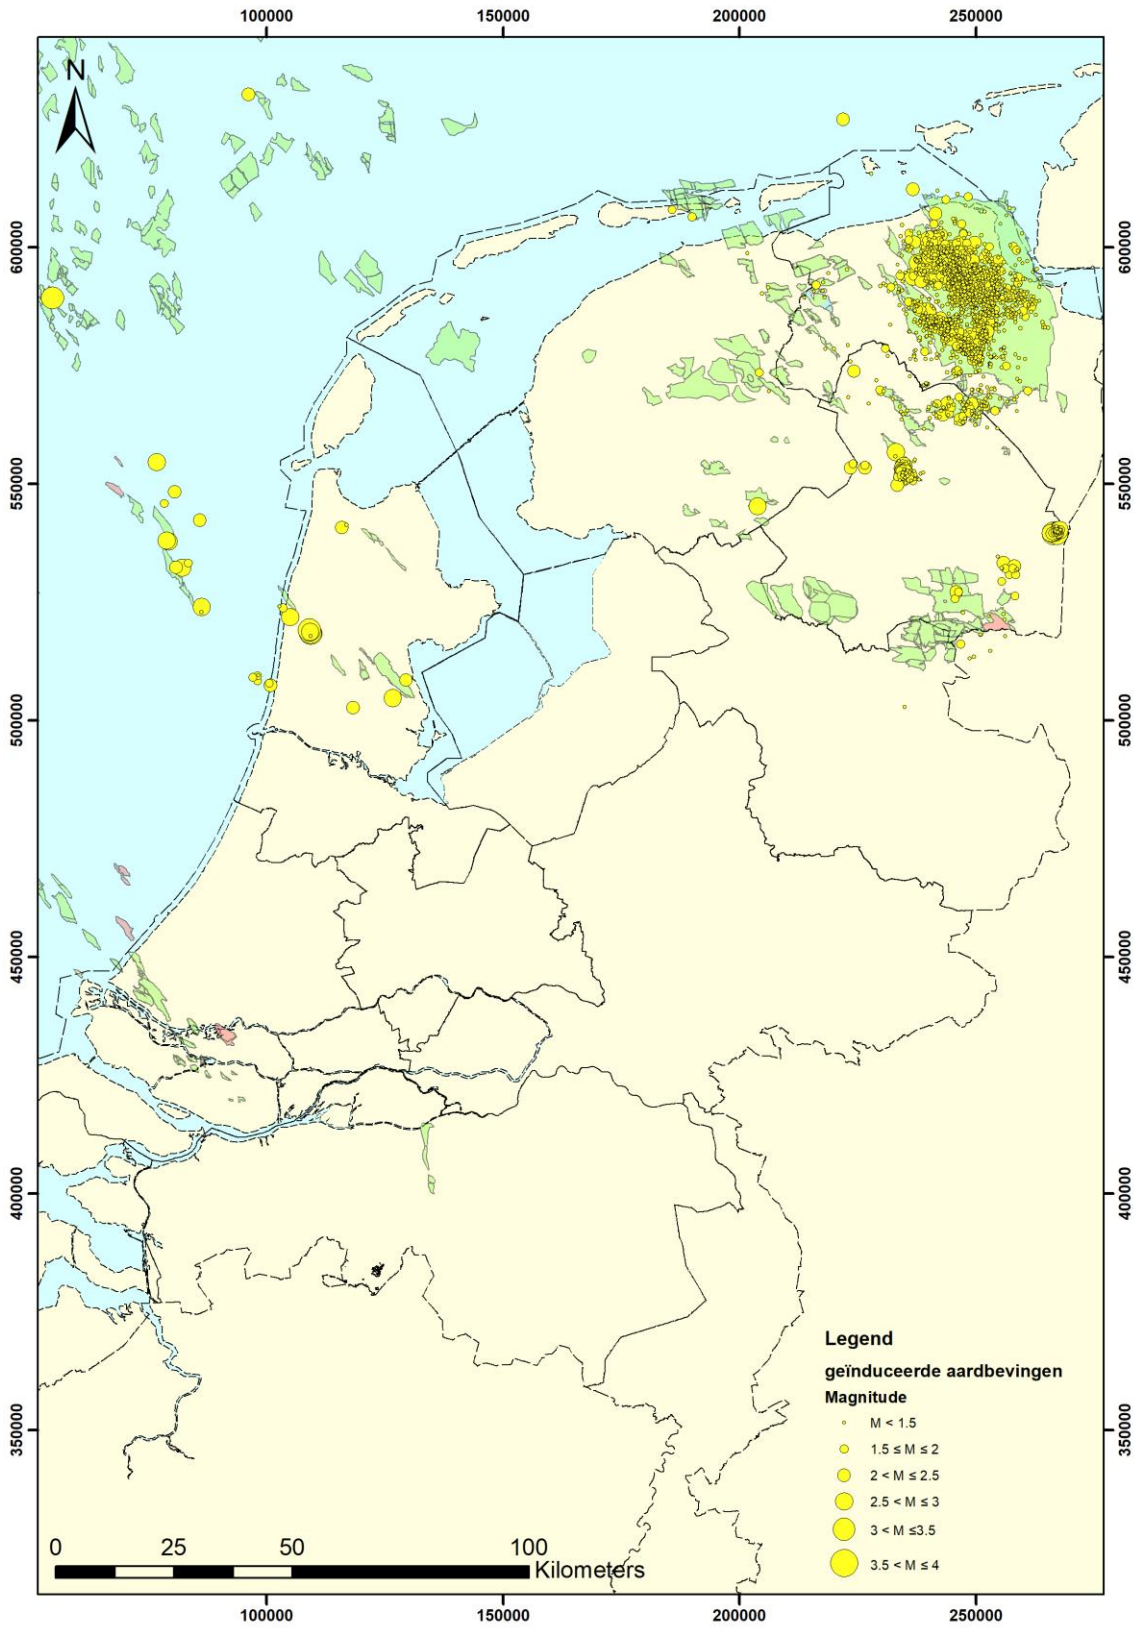 100000 150000 200000 250000
N
600000 600000
550000 550000
500000 500000
450000 450000
400000 400000
350000 350000
Legend
geïnduceerde aardbevingen
Magnitude
M < 1.5
1.5 ≤ M ≤ 2
2 < M ≤ 2.5
2.5 < M ≤ 3
3 < M ≤3.5
3.5 < M ≤ 4
0 25 50 100
Kilometers
100000 150000 200000 250000